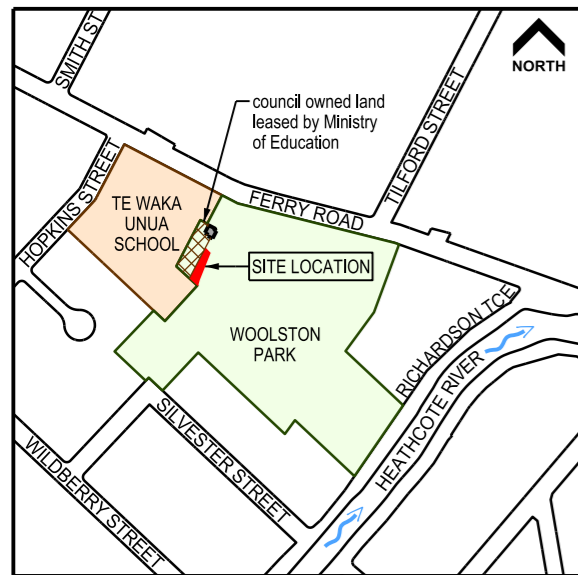 SMITH ST
NORTH
council owned land
leased by Ministry
of Education
TILFORD STREET
HOPKINS STREET
TE WAKA
UNUA
SCHOOL
FERRY ROAD
SITE LOCATION
WOOLSTON
PARK
RICHARDSON TCE
HEATHCOTE RIVER
SILVESTER STREET
WILDBERRY STREET